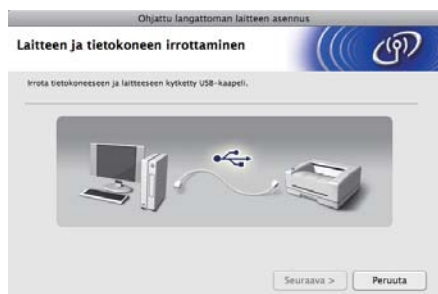 Ohjattu langattoman laitteen asennus
Laitteen ja tietokoneen irrottaminen
Irrota tietokoneeseen ja laitteeseen kytketty USB-kaapeli.
Seuraava >
Peruuta